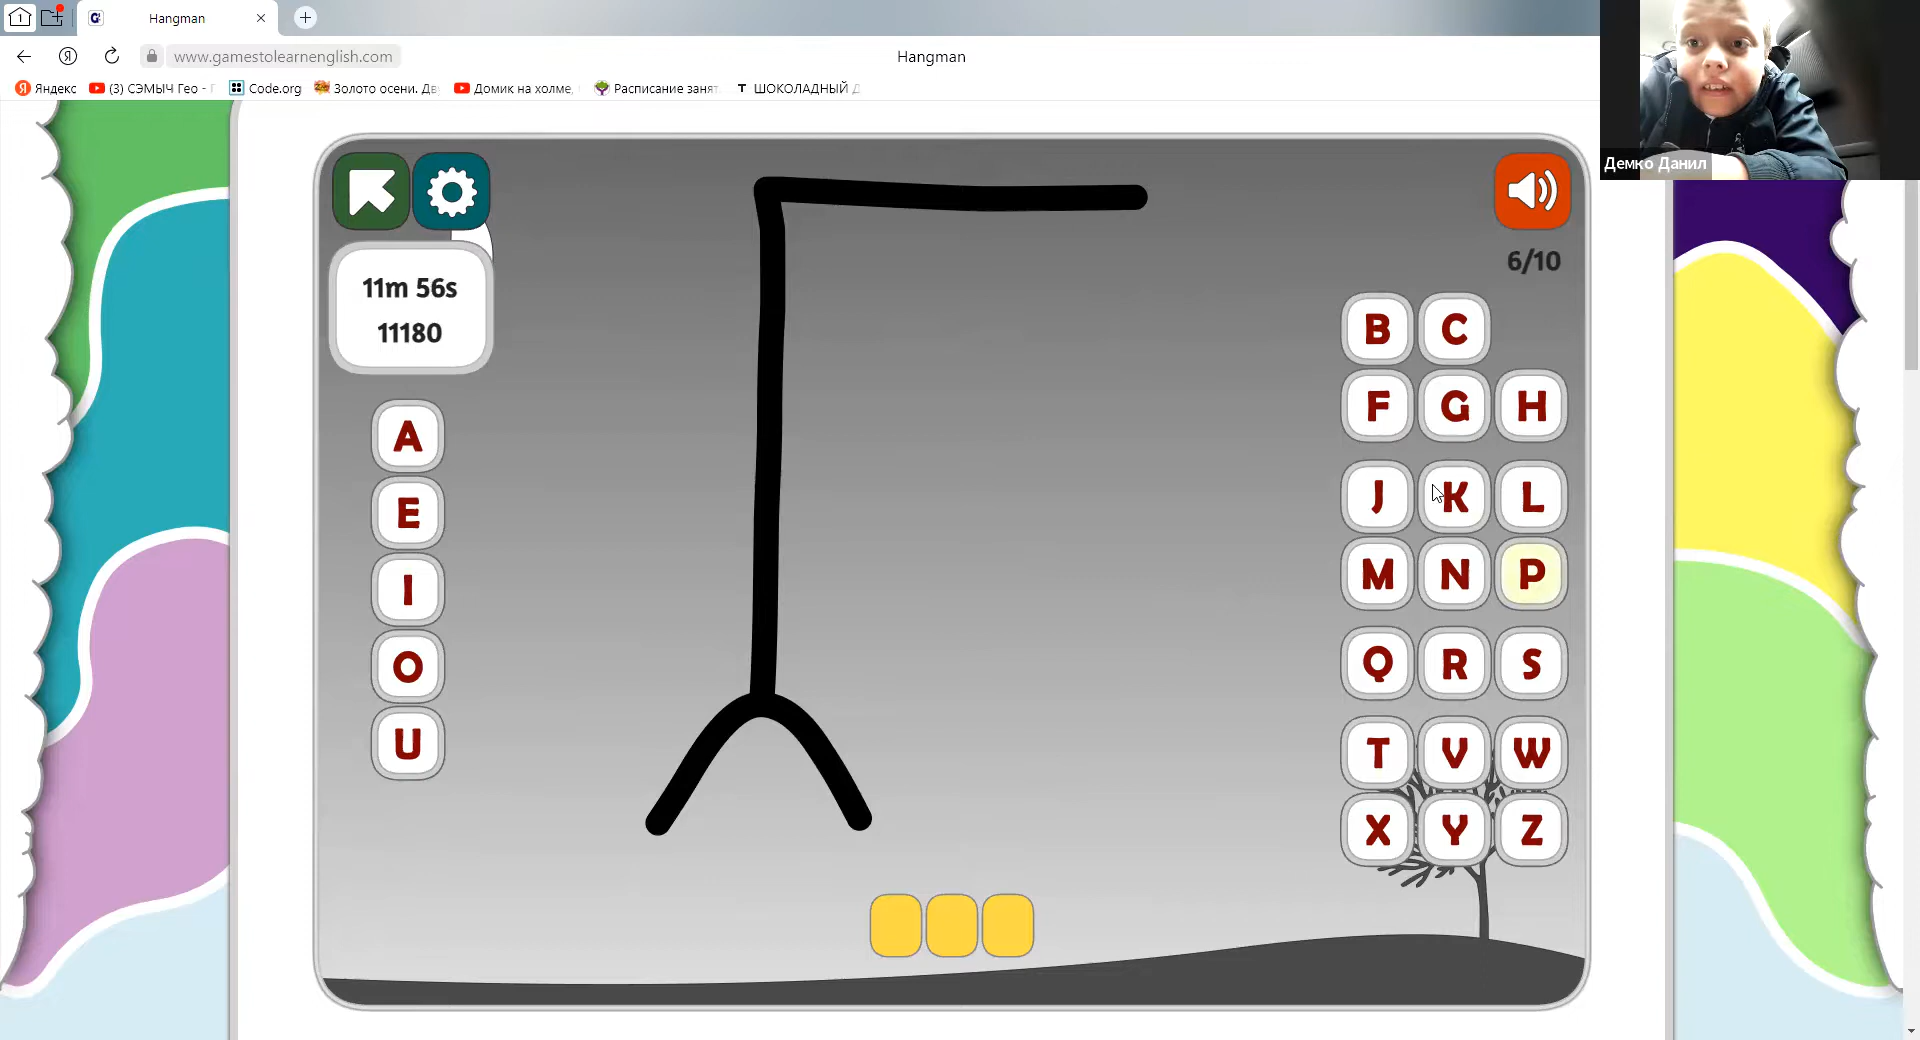 1
Hangman
www.gamestolearnenglish.com
Hangman
Яндекс
(3) СЭМЫЧ Гео - Г
Code.org
Золото осени. Дв
Домик на холме,
Расписание занят
Т ШОКОЛАДНЫЙ Д
Демко Данил
11m 56s
11180
6/10
A
E
I
O
U
B C
F G H
J K L
M N P
Q R S
T V W
X Y Z